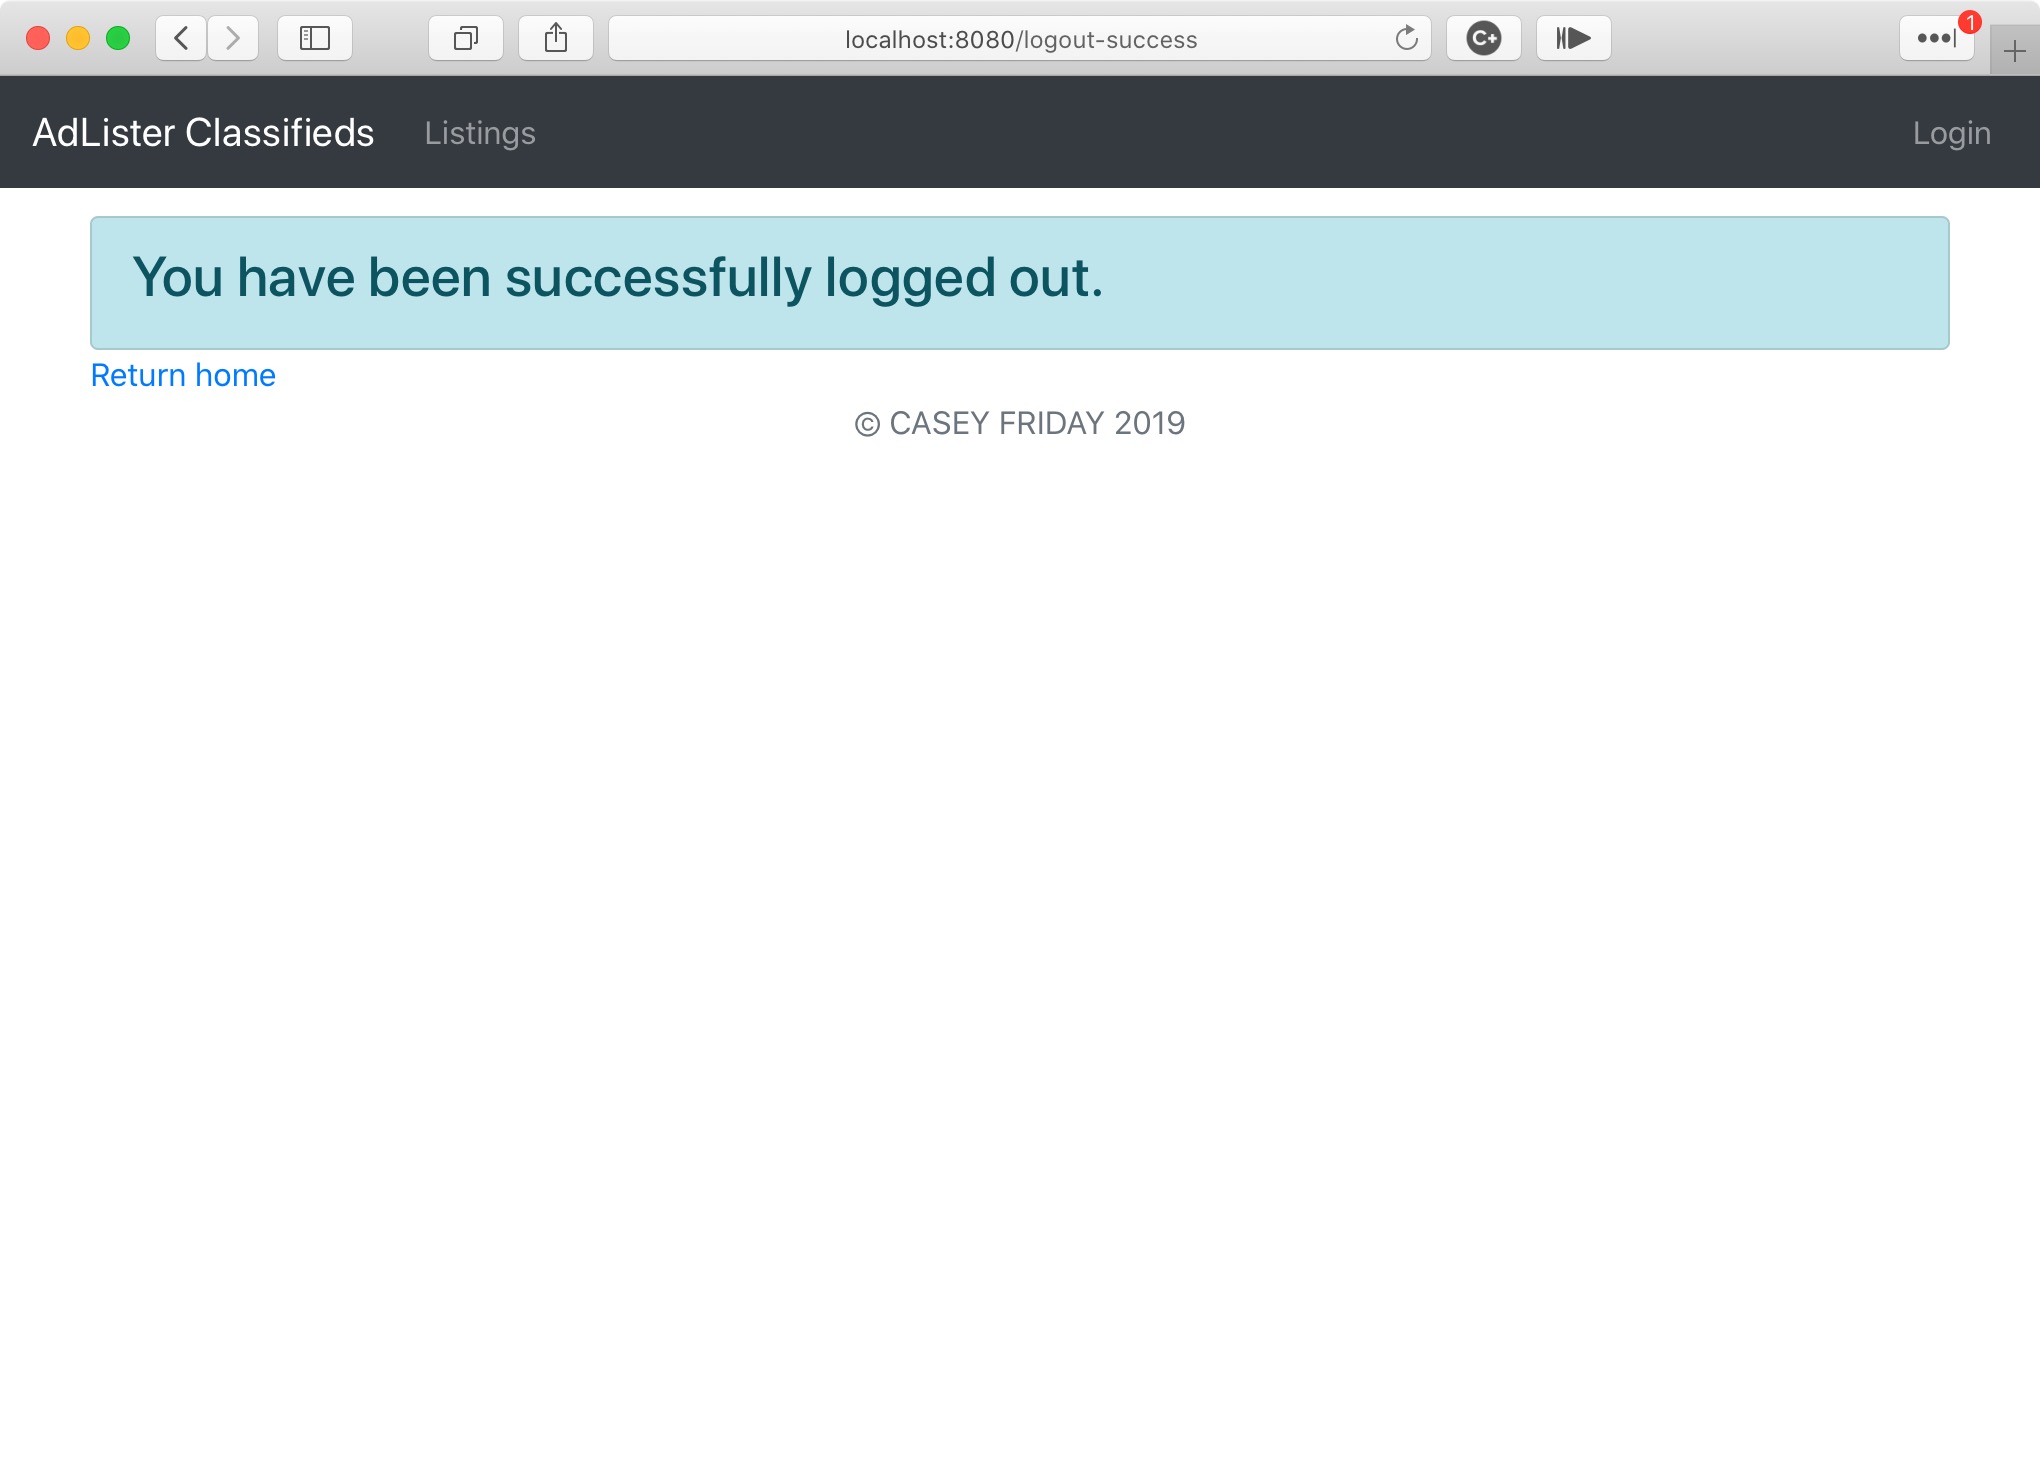 localhost:8080/logout-success
C+
1
AdLister Classifieds
Listings
Login
You have been successfully logged out.
Return home
© CASEY FRIDAY 2019